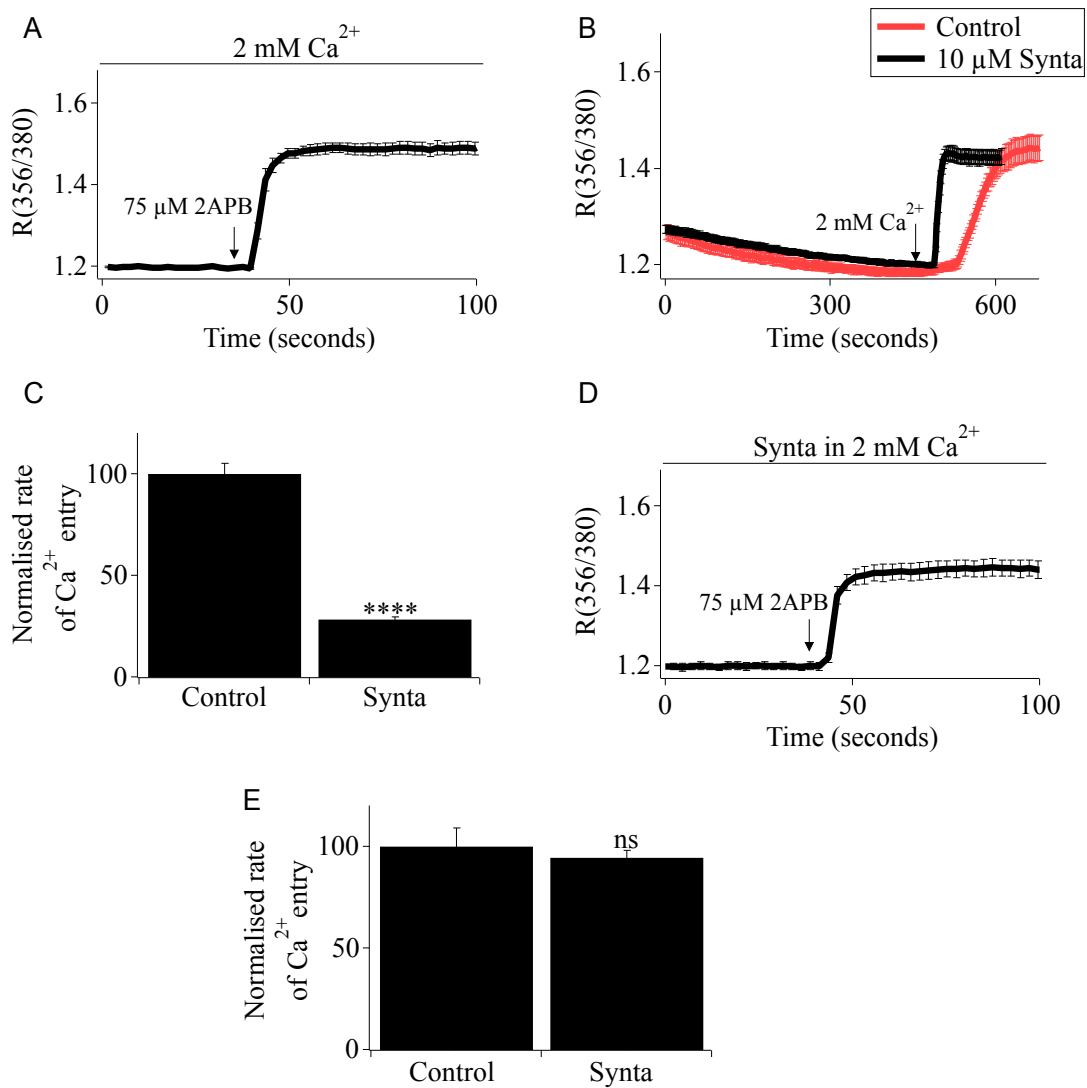 A
2 mM Ca²⁺
R(356/380)
1.6
1.4
1.2
75 µM 2APB
0
50
100
Time (seconds)
B
Control
10 µM Synta
R(356/380)
1.6
1.4
1.2
2 mM Ca²⁺
0
300
600
Time (seconds)
C
Normalised rate
of Ca²⁺ entry
100
50
0
****
Control
Synta
D
Synta in 2 mM Ca²⁺
R(356/380)
1.6
1.4
1.2
75 µM 2APB
0
50
100
Time (seconds)
E
Normalised rate
of Ca²⁺ entry
100
50
0
ns
Control
Synta